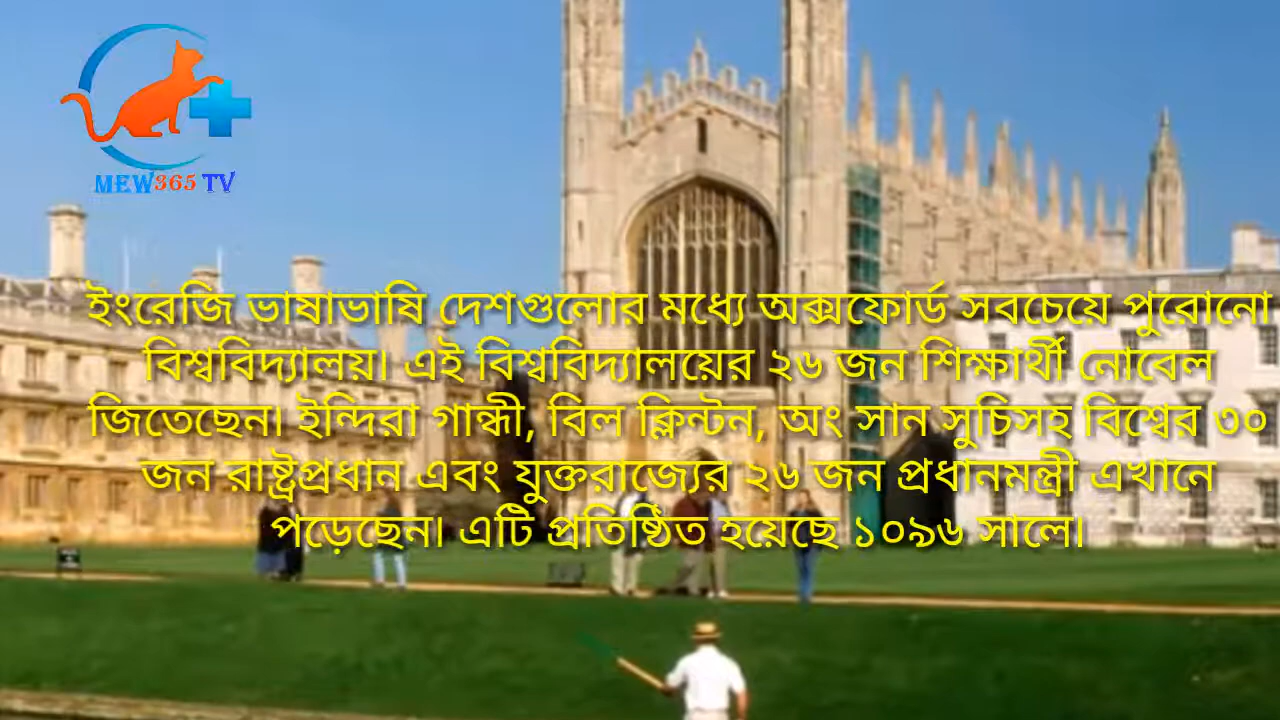 MEW365 TV
ইংরেজি ভাষাভাষি দেশগুলোর মধ্যে অক্সফোর্ড সবচেয়ে পুরোনো
বিশ্ববিদ্যালয়। এই বিশ্ববিদ্যালয়ের ২৬ জন শিক্ষার্থী নোবেল
জিতেছেন। ইন্দিরা গান্ধী, বিল ক্লিন্টন, অং সান সুচিসহ বিশ্বের ৩০
জন রাষ্ট্রপ্রধান এবং যুক্তরাজ্যের ২৬ জন প্রধানমন্ত্রী এখানে
পড়েছেন। এটি প্রতিষ্ঠিত হয়েছে ১০৯৬ সালে।